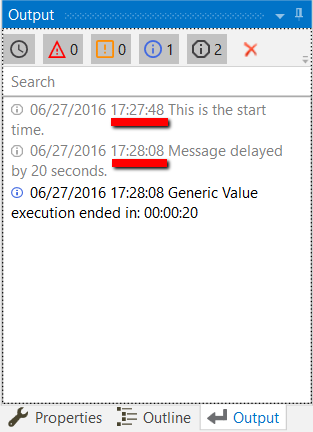 Output
0
0
1
2
Search
06/27/2016 17:27:48 This is the start
time.
06/27/2016 17:28:08 Message delayed
by 20 seconds.
06/27/2016 17:28:08 Generic Value
execution ended in: 00:00:20
Properties
Outline
Output